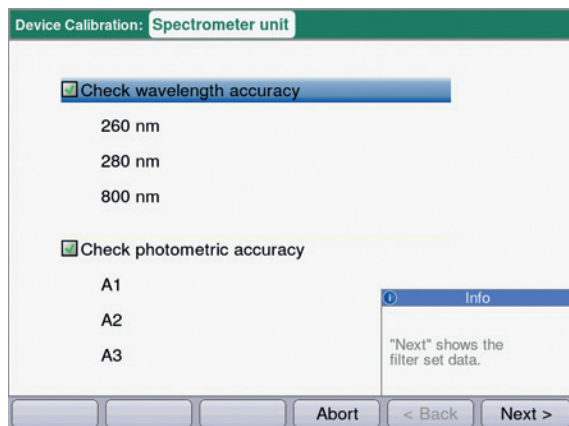 Device Calibration: Spectrometer unit
Check wavelength accuracy
260 nm
280 nm
800 nm
Check photometric accuracy
A1
A2
A3
Info
"Next" shows the
filter set data.
Abort < Back Next >